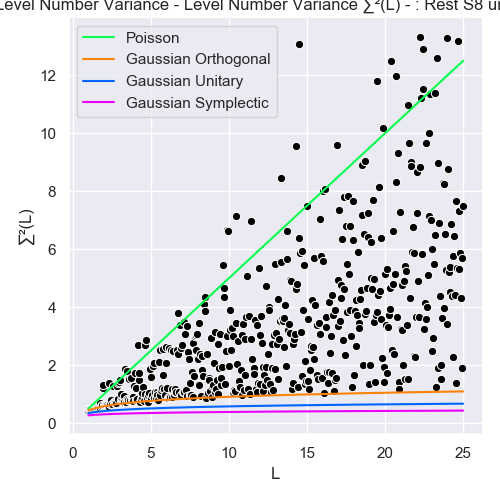 Level Number Variance - Level Number Variance ∑²(L) - : Rest S8
Poisson
Gaussian Orthogonal
Gaussian Unitary
Gaussian Symplectic
∑²(L)
12
10
8
6
4
2
0
0
5
10
15
20
25
L